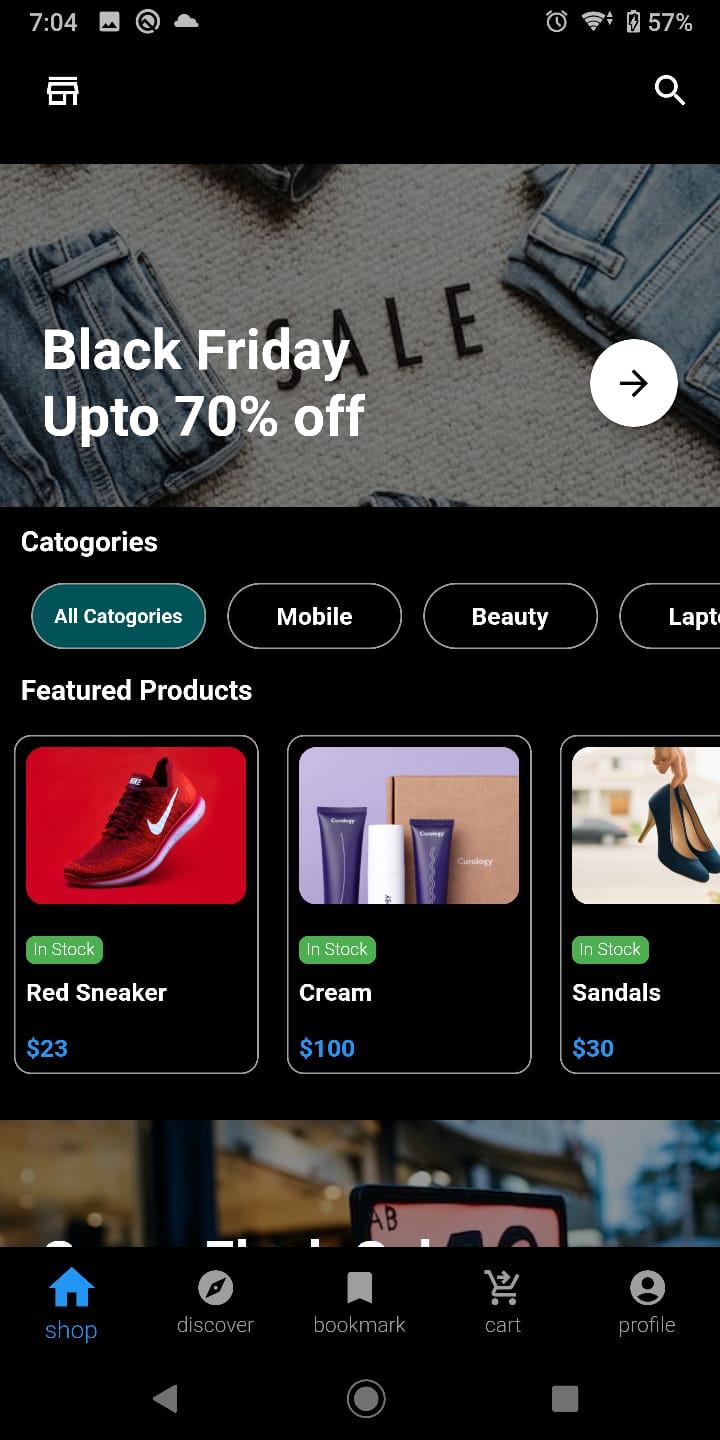 7:04
57%
SALE
Black Friday
Upto 70% off
Catogories
All Catogories
Mobile
Beauty
Featured Products
NIKE
Curology
Curology
Curology
In Stock
In Stock
In Stock
Red Sneaker
Cream
Sandals
$23
$100
$30
AB
shop
discover
bookmark
cart
profile